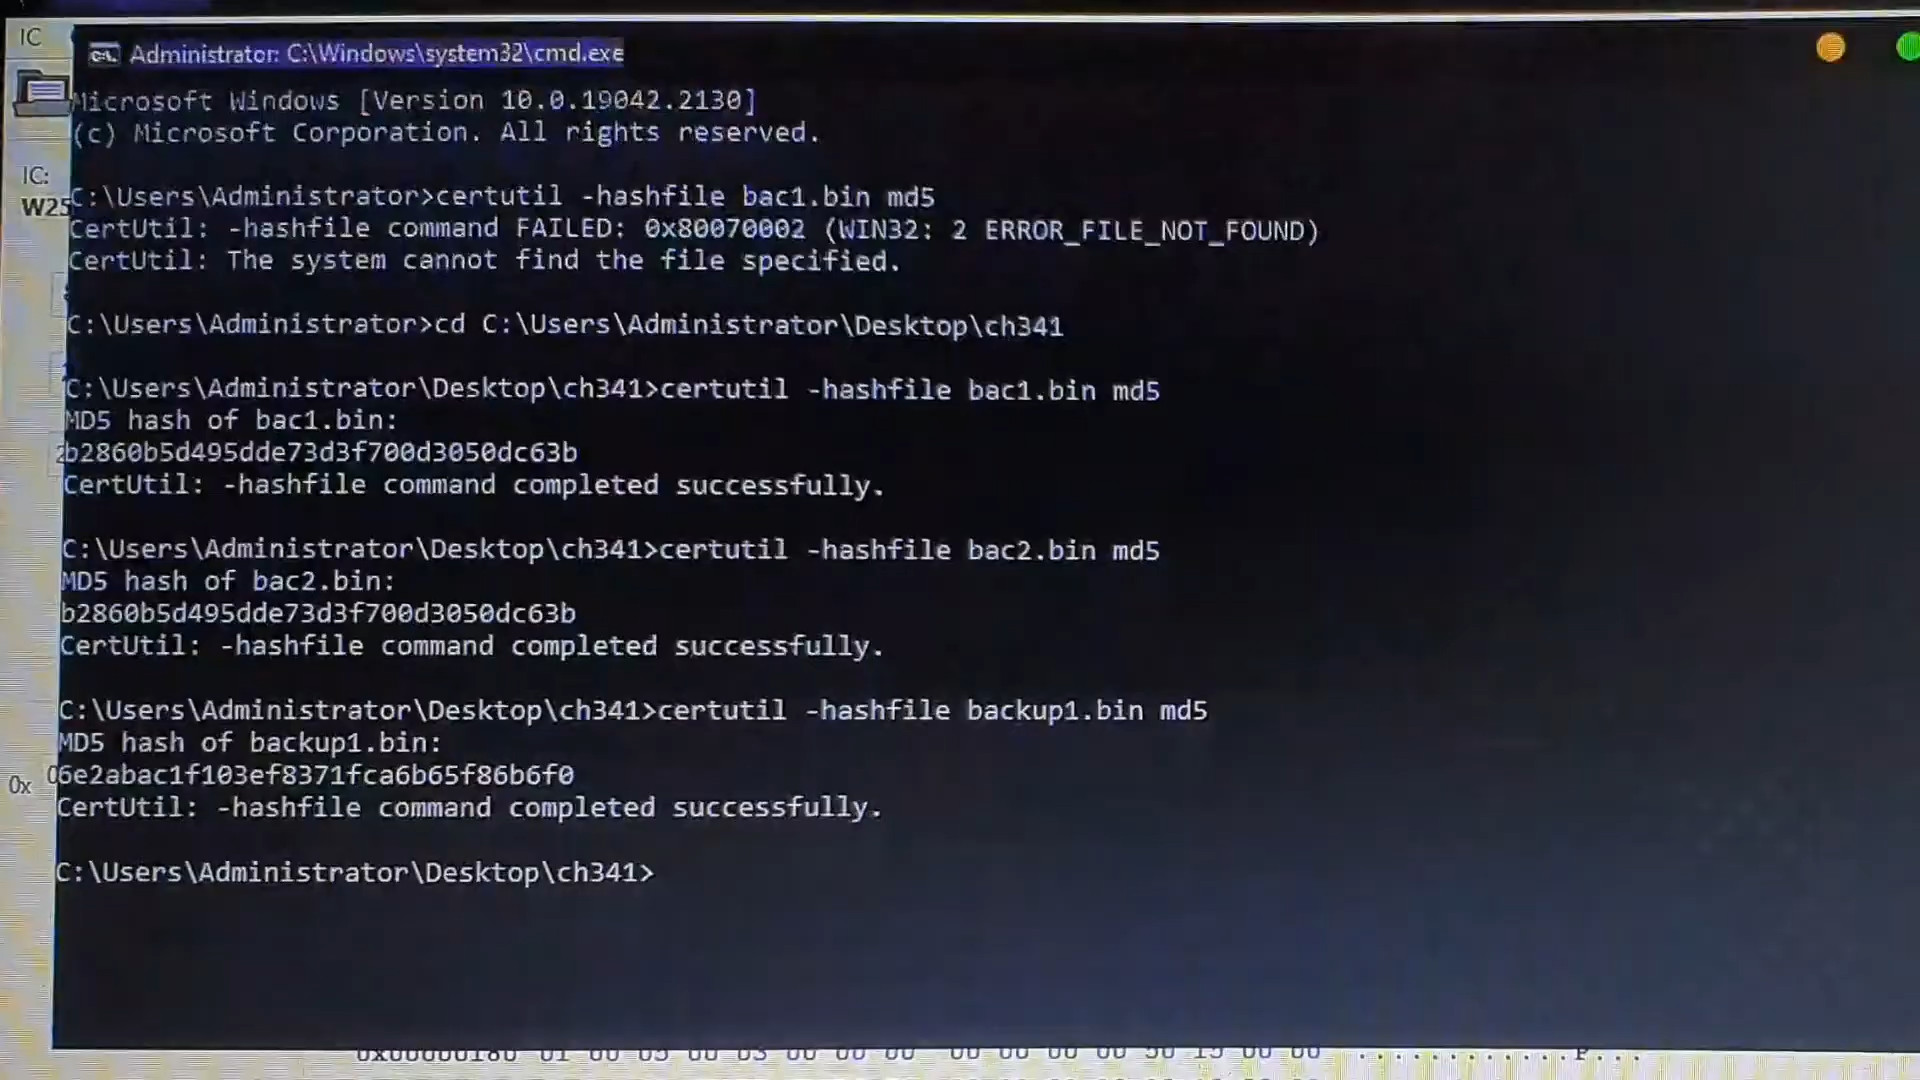 IC
Administrator: C:\Windows\system32\cmd.exe
Microsoft Windows [Version 10.0.19042.2130]
(c) Microsoft Corporation. All rights reserved.
IC:
W25
C:\Users\Administrator>certutil -hashfile bac1.bin md5
CertUtil: -hashfile command FAILED: 0x80070002 (WIN32: 2 ERROR_FILE_NOT_FOUND)
CertUtil: The system cannot find the file specified.
C:\Users\Administrator>cd C:\Users\Administrator\Desktop\ch341
C:\Users\Administrator\Desktop\ch341>certutil -hashfile bac1.bin md5
MD5 hash of bac1.bin:
b2860b5d495dde73d3f700d3050dc63b
CertUtil: -hashfile command completed successfully.
C:\Users\Administrator\Desktop\ch341>certutil -hashfile bac2.bin md5
MD5 hash of bac2.bin:
b2860b5d495dde73d3f700d3050dc63b
CertUtil: -hashfile command completed successfully.
C:\Users\Administrator\Desktop\ch341>certutil -hashfile backup1.bin md5
MD5 hash of backup1.bin:
6e2abac1f103ef8371fca6b65f86b6f0
0x
CertUtil: -hashfile command completed successfully.
C:\Users\Administrator\Desktop\ch341>